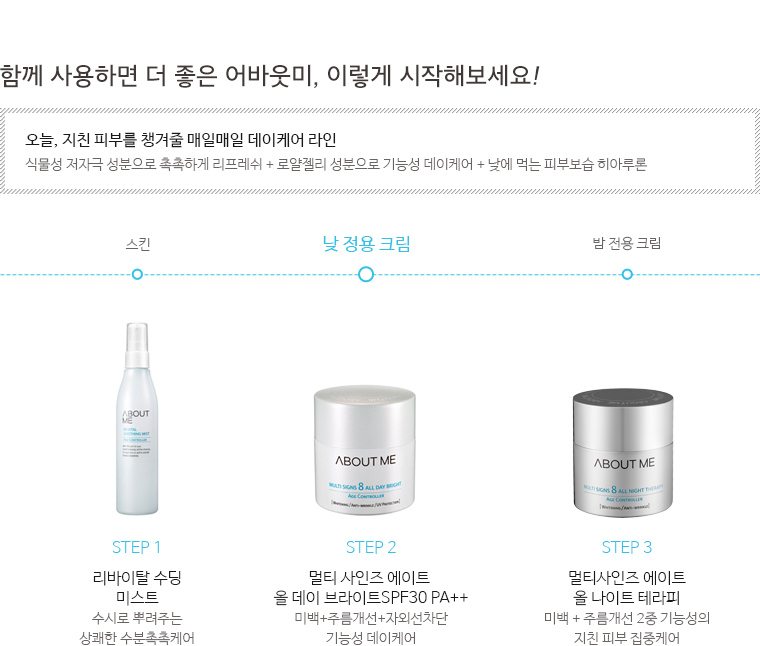 함께 사용하면 더 좋은 어바웃미, 이렇게 시작해보세요!
오늘, 지친 피부를 챙겨줄 매일매일 데이케어 라인
식물성 저자극 성분으로 촉촉하게 리프레쉬 + 로얄젤리 성분으로 기능성 데이케어 + 낮에 먹는 피부보습 히아루론
스킨
낮 정용 크림
밤 전용 크림
ABOUT
ME
ABOUT ME
MULTI SIGNS 8 ALL DAY BRIGHT
AGE CONTROLLER
[WHITENING/ANTI-WRINKLE/UV PROTECTION]
ABOUT ME
MULTI SIGNS 8 ALL NIGHT THERAPY
AGE CONTROLLER
[WHITENING/ANTI-WRINKLE]
STEP 1
리바이탈 수딩
미스트
수시로 뿌려주는
상쾌한 수분촉촉케어
STEP 2
멀티 사인즈 에이트
올 데이 브라이트SPF30 PA++
미백+주름개선+자외선차단
기능성 데이케어
STEP 3
멀티사인즈 에이트
올 나이트 테라피
미백 + 주름개선 2중 기능성의
지친 피부 집중케어